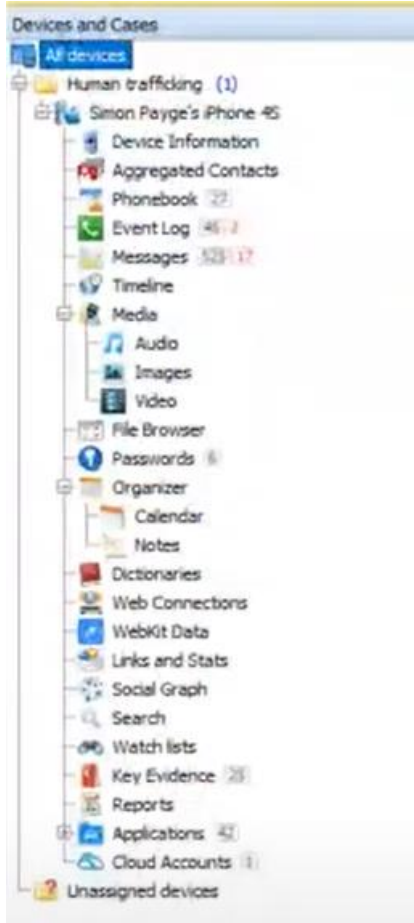 Devices and Cases
All devices
Human trafficking (1)
Simon Payge's iPhone 4S
Device Information
Aggregated Contacts
Phonebook 27
Event Log 46 2
Messages 523 17
Timeline
Media
Audio
Images
Video
File Browser
Passwords 6
Organizer
Calendar
Notes
Dictionaries
Web Connections
WebKit Data
Links and Stats
Social Graph
Search
Watch lists
Key Evidence
Reports
Applications 42
Cloud Accounts 1
Unassigned devices